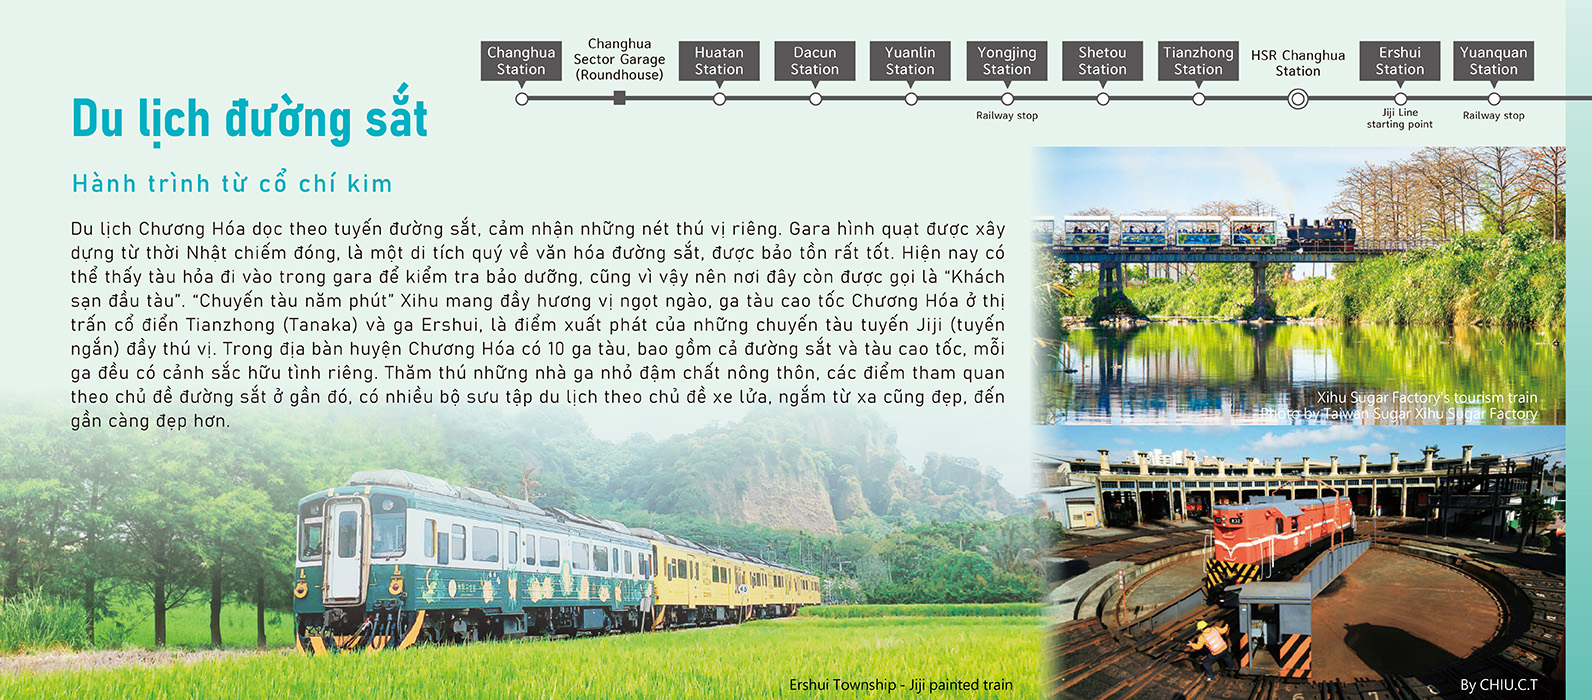 Changhua
Station
Changhua
Sector Garage
(Roundhouse)
Huatan
Station
Dacun
Station
Yuanlin
Station
Yongjing
Station
Railway stop
Shetou
Station
Tianzhong
Station
HSR Changhua
Station
Ershui
Station
Jiji Line
starting point
Yuanquan
Station
Railway stop
Du lịch đường sắt
Hành trình từ cổ chí kim
Du lịch Chương Hóa dọc theo tuyến đường sắt, cảm nhận những nét thú vị riêng. Gara hình quạt được xây
dựng từ thời Nhật chiếm đóng, là một di tích quý về văn hóa đường sắt, được bảo tồn rất tốt. Hiện nay có
thể thấy tàu hỏa đi vào trong gara để kiểm tra bảo dưỡng, cũng vì vậy nên nơi đây còn được gọi là “Khách
sạn đầu tàu”. “Chuyến tàu năm phút” Xihu mang đầy hương vị ngọt ngào, ga tàu cao tốc Chương Hóa ở thị
trấn cổ điển Tianzhong (Tanaka) và ga Ershui, là điểm xuất phát của những chuyến tàu tuyến Jiji (tuyến
ngắn) đầy thú vị. Trong địa bàn huyện Chương Hóa có 10 ga tàu, bao gồm cả đường sắt và tàu cao tốc, mỗi
ga đều có cảnh sắc hữu tình riêng. Thăm thú những nhà ga nhỏ đậm chất nông thôn, các điểm tham quan
theo chủ đề đường sắt ở gần đó, có nhiều bộ sưu tập du lịch theo chủ đề xe lửa, ngắm từ xa cũng đẹp, đến
gần càng đẹp hơn.
Xihu Sugar Factory's tourism train
Photo by Taiwan Sugar Xihu Sugar Factory
Ershui Township - Jiji painted train
By CHIU.C.T